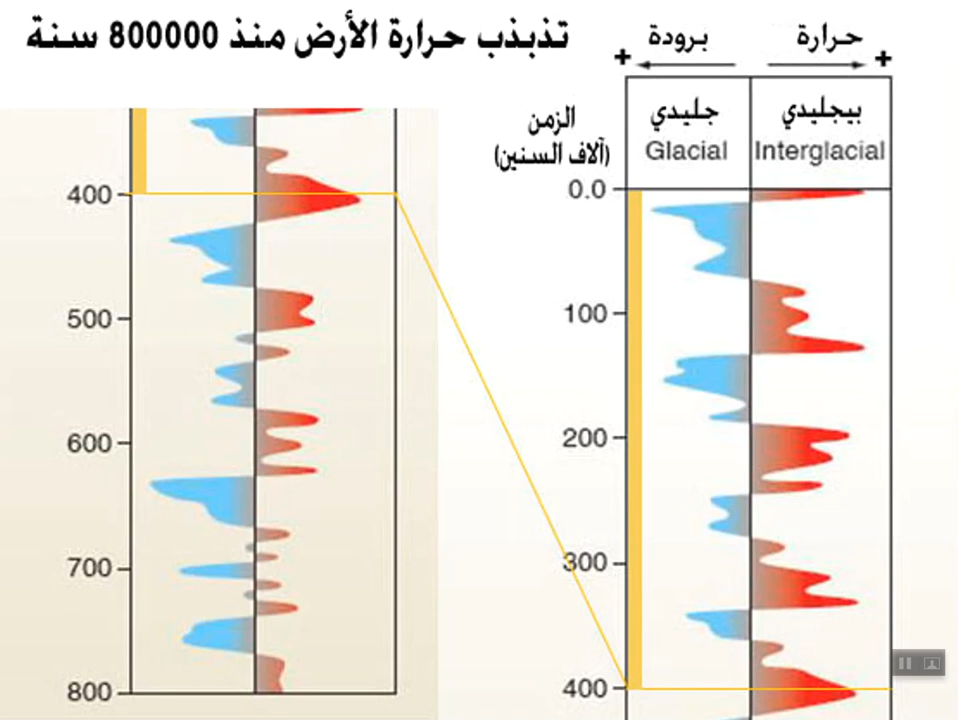 تذبذب حرارة الأرض منذ 800000 سنة
برودة
حرارة
+
+
الزمن
(آلاف السنين)
جليدي
Glacial
بيجليدي
Interglacial
0.0
100
200
300
400
400
500
600
700
800